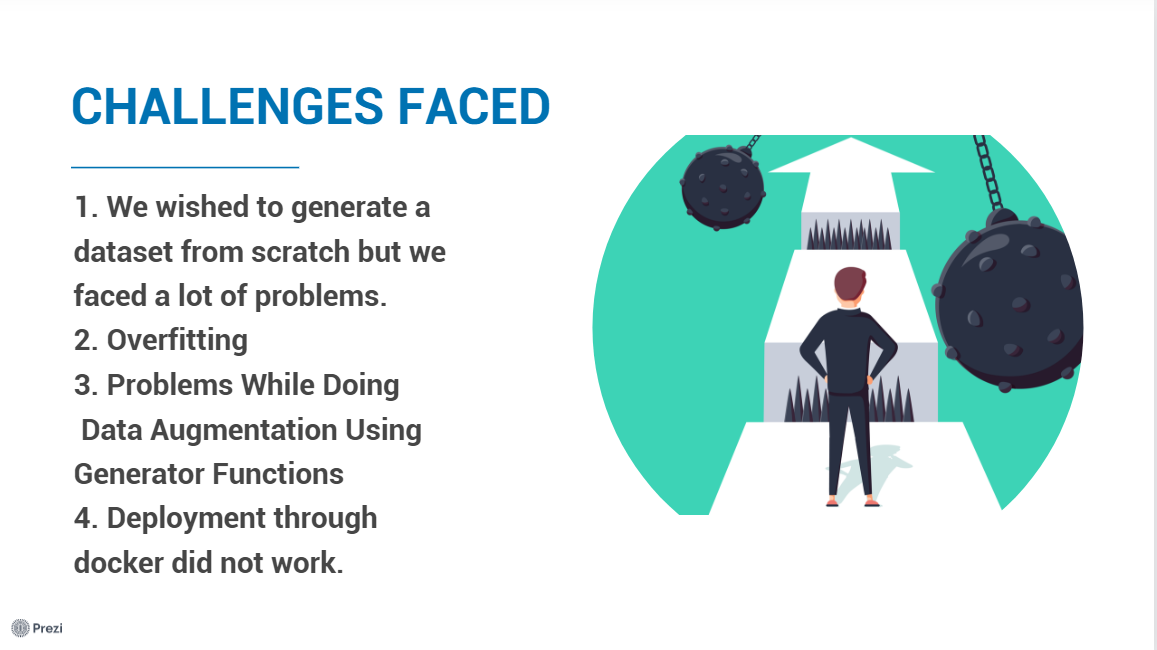 CHALLENGES FACED
1. We wished to generate a
dataset from scratch but we
faced a lot of problems.
2. Overfitting
3. Problems While Doing
Data Augmentation Using
Generator Functions
4. Deployment through
docker did not work.
Prezi